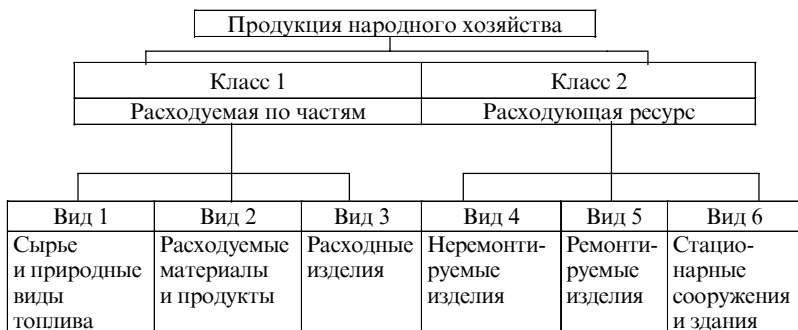 Продукция народного хозяйства
Класс 1
Класс 2
Расходуемая по частям
Расходующая ресурс
Вид 1
Вид 2
Вид 3
Вид 4
Вид 5
Вид 6
Сырье
и природные
виды
топлива
Расходуемые
материалы
и продукты
Расходные
изделия
Неремонти-
руемые
изделия
Ремонти-
руемые
изделия
Стацио-
нарные
сооружения
и здания